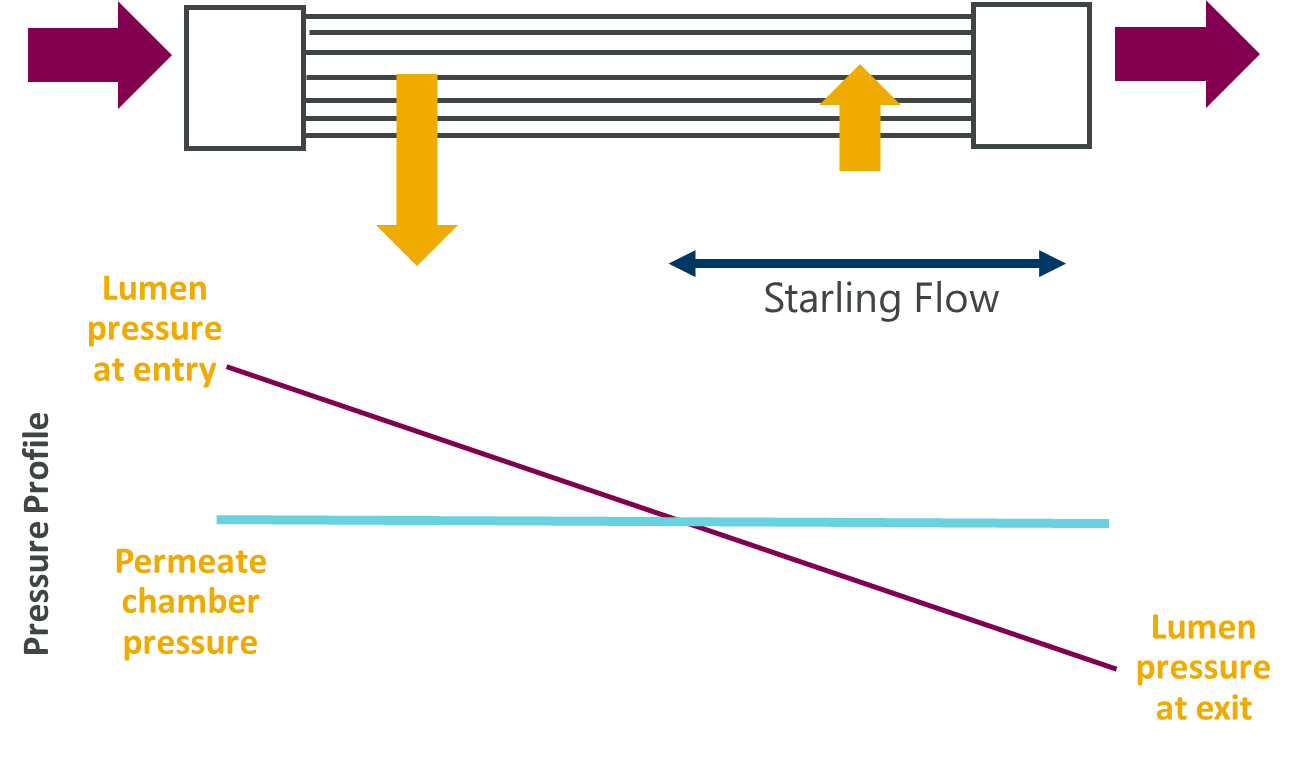 Starling Flow
Lumen
pressure
at entry
Pressure Profile
Permeate
chamber
pressure
Lumen
pressure
at exit